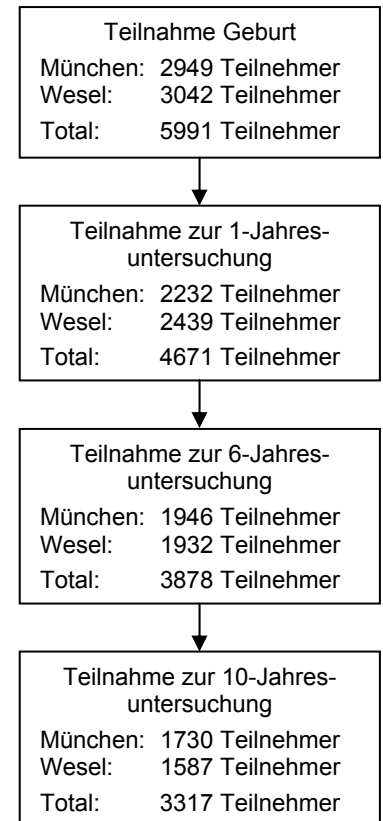 Teilnahme Geburt
München: 2949 Teilnehmer
Wesel: 3042 Teilnehmer
Total: 5991 Teilnehmer
Teilnahme zur 1-Jahres-
untersuchung
München: 2232 Teilnehmer
Wesel: 2439 Teilnehmer
Total: 4671 Teilnehmer
Teilnahme zur 6-Jahres-
untersuchung
München: 1946 Teilnehmer
Wesel: 1932 Teilnehmer
Total: 3878 Teilnehmer
Teilnahme zur 10-Jahres-
untersuchung
München: 1730 Teilnehmer
Wesel: 1587 Teilnehmer
Total: 3317 Teilnehmer